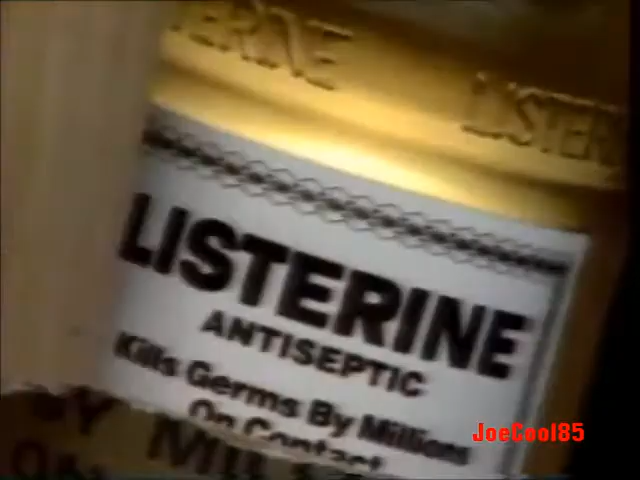 LISTERINE
ANTISEPTIC
Kills Germs By Millions
On Contact
JoeCool85